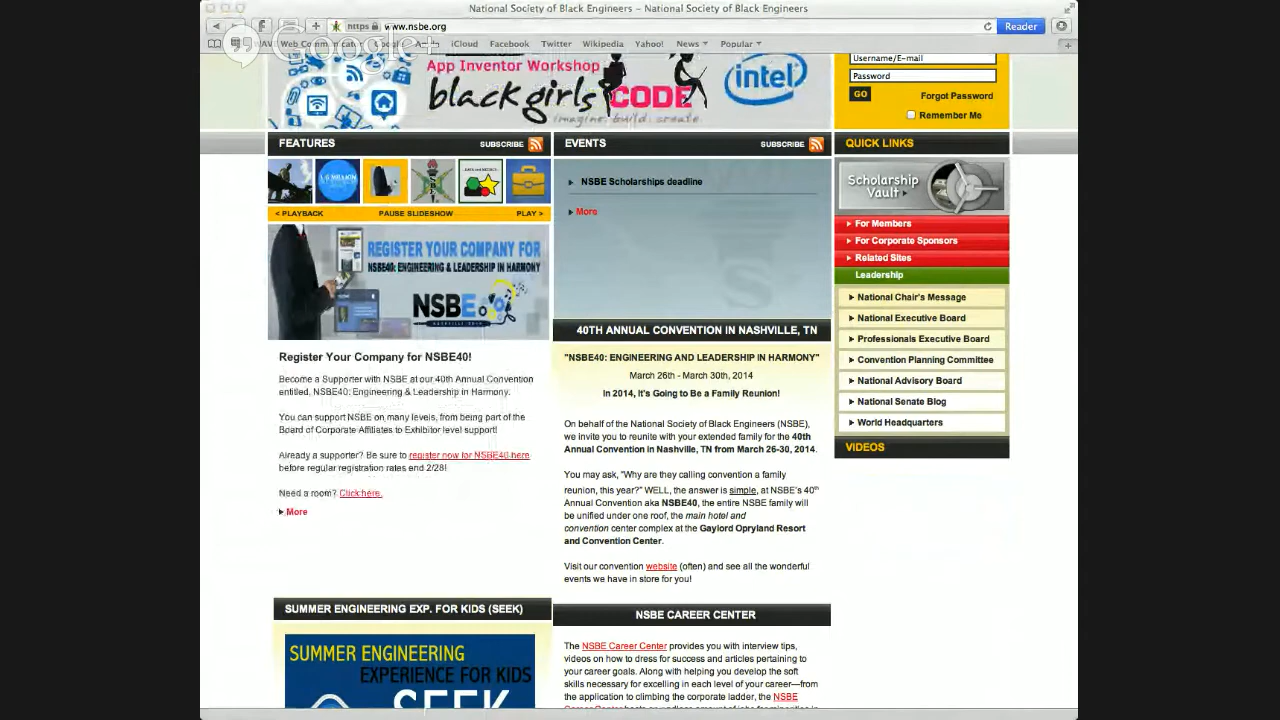 National Society of Black Engineers – National Society of Black Engineers
https www.nsbe.org
Reader
Google+
iCloud Facebook Twitter Wikipedia Yahoo! News Popular
App Inventor Workshop
black girls CODE
imagine. build. create.
intel
Username/E-mail
Password
GO Forgot Password
Remember Me
FEATURES SUBSCRIBE
< PLAYBACK PAUSE SLIDESHOW PLAY >
REGISTER YOUR COMPANY FOR
NSBE40: ENGINEERING & LEADERSHIP IN HARMONY
NSBE
NASHVILLE 2014
Register Your Company for NSBE40!
Become a Supporter with NSBE at our 40th Annual Convention
entitled, NSBE40: Engineering & Leadership in Harmony.
You can support NSBE on many levels, from being part of the
Board of Corporate Affiliates to Exhibitor level support!
Already a supporter? Be sure to register now for NSBE40 here
before regular registration rates end 2/28!
Need a room? Click here.
More
SUMMER ENGINEERING EXP. FOR KIDS (SEEK)
SUMMER ENGINEERING
EXPERIENCE FOR KIDS
SEEK
EVENTS SUBSCRIBE
NSBE Scholarships deadline
More
40TH ANNUAL CONVENTION IN NASHVILLE, TN
"NSBE40: ENGINEERING AND LEADERSHIP IN HARMONY"
March 26th - March 30th, 2014
In 2014, It's Going to Be a Family Reunion!
On behalf of the National Society of Black Engineers (NSBE),
we invite you to reunite with your extended family for the 40th
Annual Convention in Nashville, TN from March 26-30, 2014.
You may ask, "Why are they calling convention a family
reunion, this year?" WELL, the answer is simple, at NSBE's 40th
Annual Convention aka NSBE40, the entire NSBE family will
be unified under one roof, the main hotel and
convention center complex at the Gaylord Opryland Resort
and Convention Center.
Visit our convention website (often) and see all the wonderful
events we have in store for you!
NSBE CAREER CENTER
The NSBE Career Center provides you with interview tips,
videos on how to dress for success and articles pertaining to
your career goals. Along with helping you develop the soft
skills necessary for excelling in each level of your career—from
the application to climbing the corporate ladder, the NSBE
QUICK LINKS
Scholarship
Vault
For Members
For Corporate Sponsors
Related Sites
Leadership
National Chair's Message
National Executive Board
Professionals Executive Board
Convention Planning Committee
National Advisory Board
National Senate Blog
World Headquarters
VIDEOS